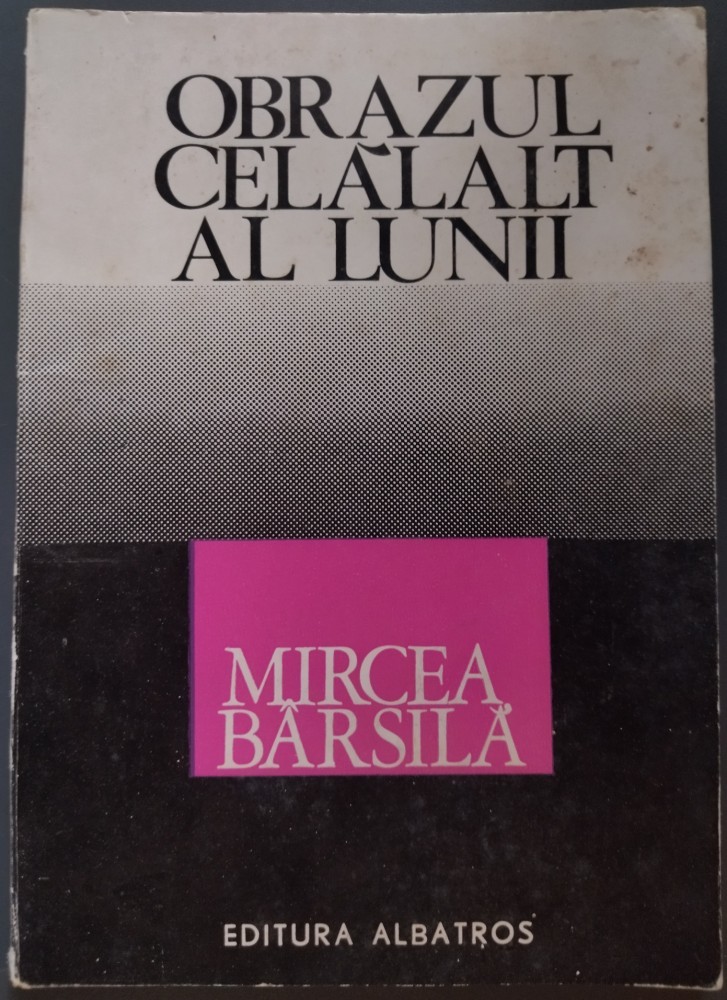 OBRAZUL
CELĂLALT
AL LUNII
MIRCEA
BÂRSILĂ
EDITURA ALBATROS